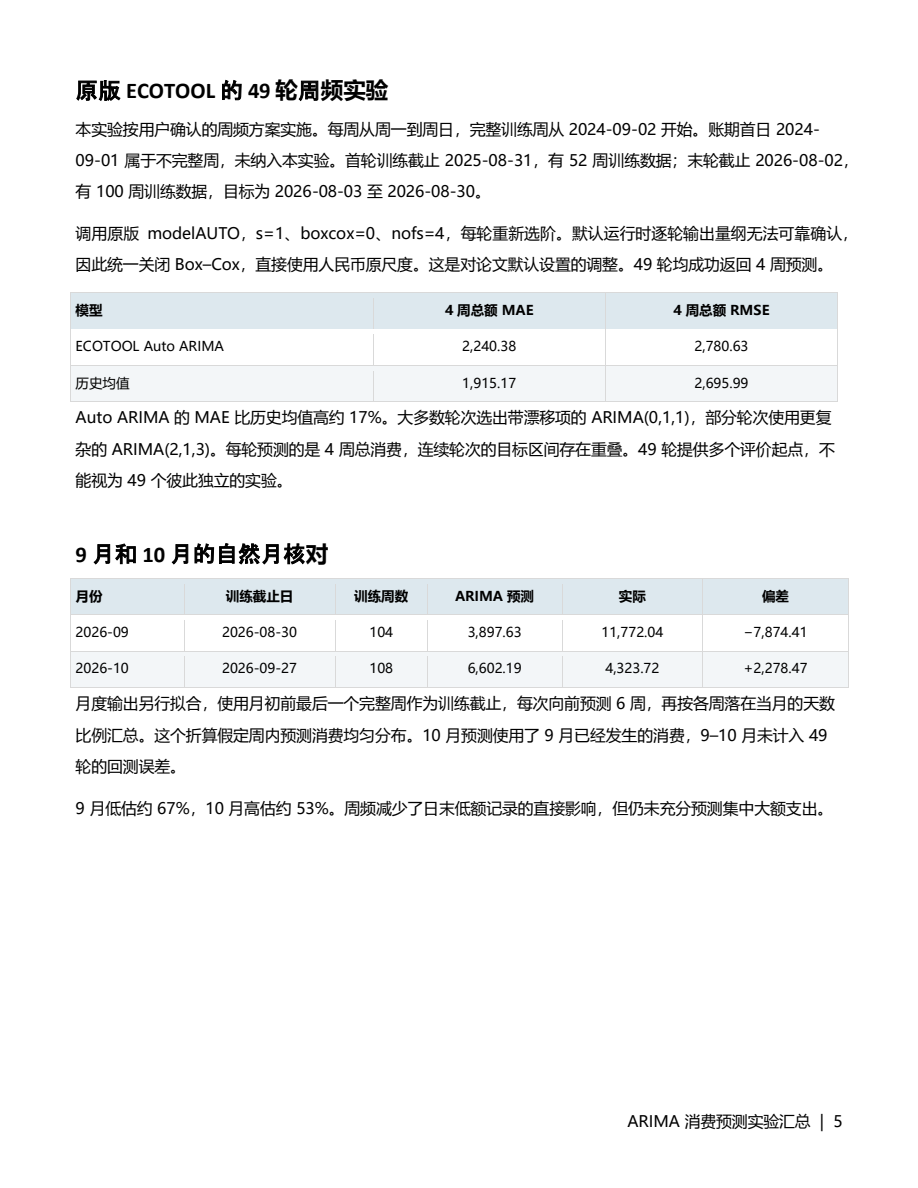 原版 ECOTOOL 的 49 轮周频实验
本实验按用户确认的周频方案实施。每周从周一到周日，完整训练周从 2024-09-02 开始。账期首日 2024-
09-01 属于不完整周，未纳入本实验。首轮训练截止 2025-08-31，有 52 周训练数据；末轮截止 2026-08-02，
有 100 周训练数据，目标为 2026-08-03 至 2026-08-30。
调用原版 modelAUTO，s=1、boxcox=0、nofs=4，每轮重新选阶。默认运行时逐轮输出量纲无法可靠确认，
因此统一关闭 Box–Cox，直接使用人民币原尺度。这是对论文默认设置的调整。49 轮均成功返回 4 周预测。
模型 4 周总额 MAE 4 周总额 RMSE
ECOTOOL Auto ARIMA 2,240.38 2,780.63
历史均值 1,915.17 2,695.99
Auto ARIMA 的 MAE 比历史均值高约 17%。大多数轮次选出带漂移项的 ARIMA(0,1,1)，部分轮次使用更复
杂的 ARIMA(2,1,3)。每轮预测的是 4 周总消费，连续轮次的目标区间存在重叠。49 轮提供多个评价起点，不
能视为 49 个彼此独立的实验。
9 月和 10 月的自然月核对
月份 训练截止日 训练周数 ARIMA 预测 实际 偏差
2026-09 2026-08-30 104 3,897.63 11,772.04 −7,874.41
2026-10 2026-09-27 108 6,602.19 4,323.72 +2,278.47
月度输出另行拟合，使用月初前最后一个完整周作为训练截止，每次向前预测 6 周，再按各周落在当月的天数
比例汇总。这个折算假定周内预测消费均匀分布。10 月预测使用了 9 月已经发生的消费，9–10 月未计入 49
轮的回测误差。
9 月低估约 67%，10 月高估约 53%。周频减少了日末低额记录的直接影响，但仍未充分预测集中大额支出。
ARIMA 消费预测实验汇总 | 5